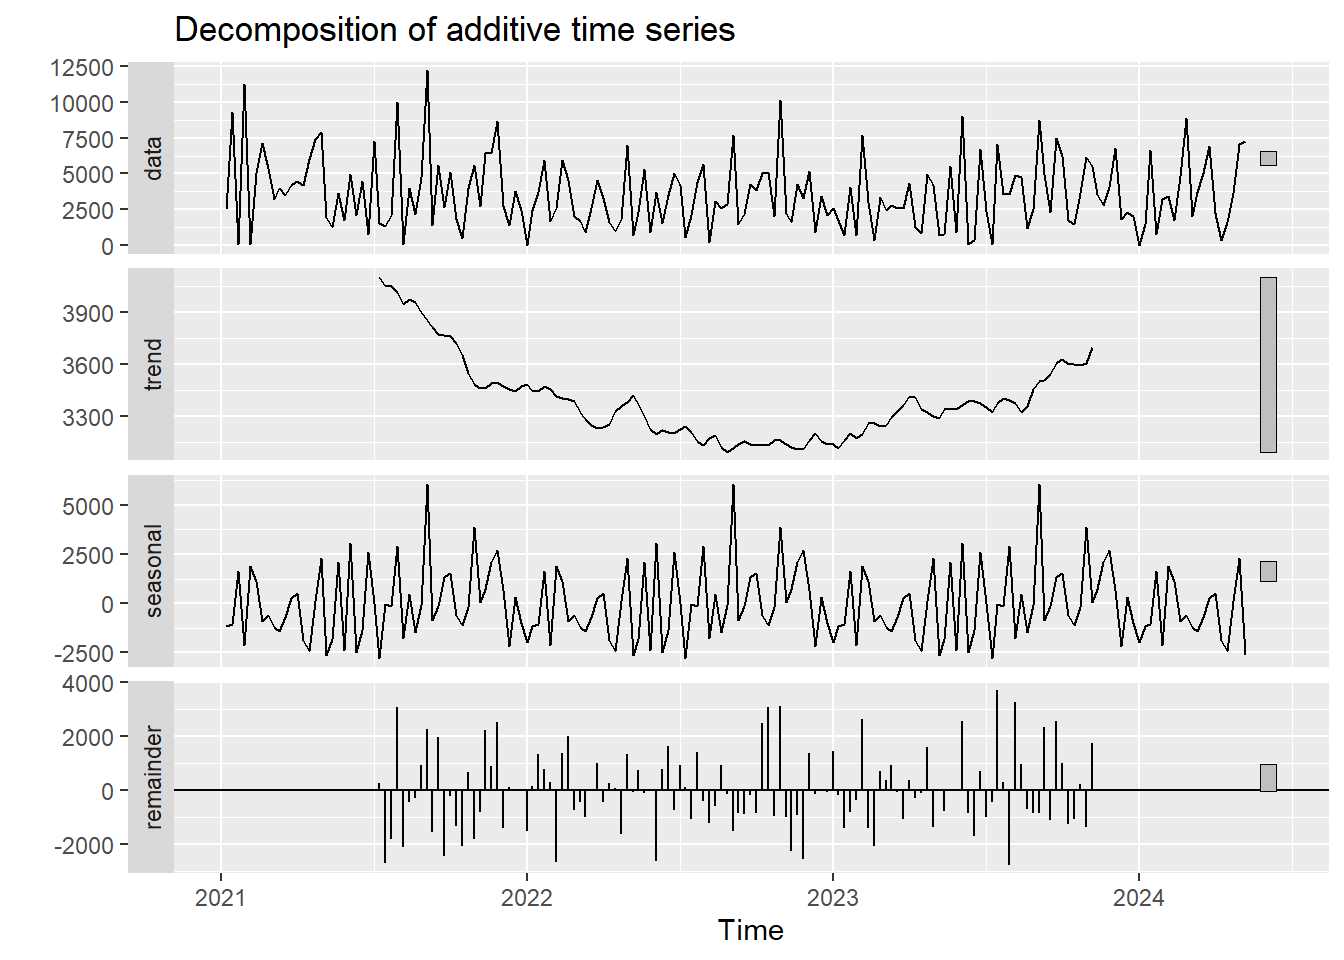 Decomposition of additive time series
12500
10000
7500
5000
2500
0
data
3900
3600
3300
trend
5000
2500
0
-2500
seasonal
4000
2000
0
-2000
remainder
2021 2022 2023 2024
Time